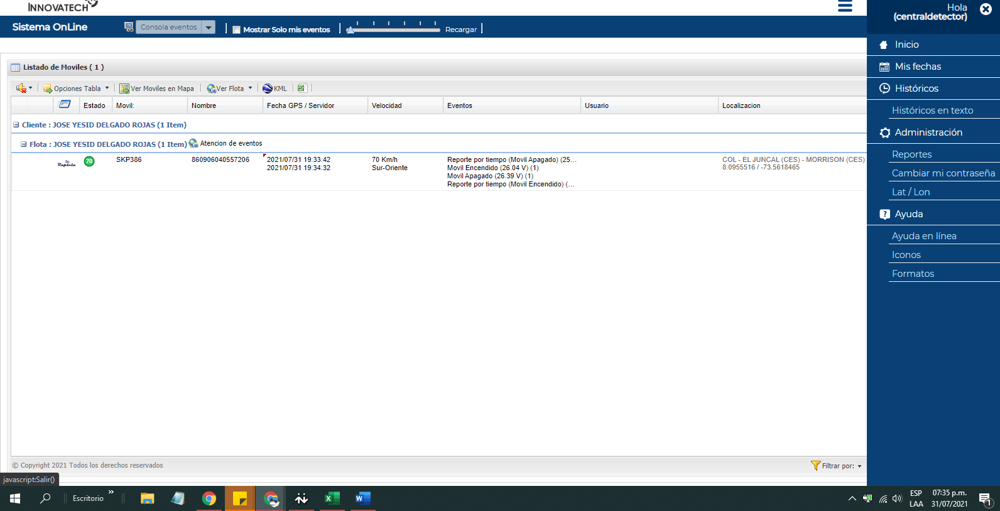 INNOVATECH
Hola
(centraldetector)
Sistema OnLine
Consola eventos
Mostrar Solo mis eventos
Recargar
Inicio
Mis fechas
Históricos
Históricos en texto
Administración
Reportes
Cambiar mi contraseña
Lat / Lon
Ayuda
Ayuda en línea
Iconos
Formatos
Listado de Moviles ( 1 )
Opciones Tabla
Ver Moviles en Mapa
Ver Flota
KML
Estado
Movil:
Nombre
Fecha GPS / Servidor
Velocidad
Eventos
Usuario
Localizacion
Cliente : JOSE YESID DELGADO ROJAS (1 Item)
Flota : JOSE YESID DELGADO ROJAS (1 Item)
Atencion de eventos
Ruptela
70
SKP386
860906040557206
2021/07/31 19:33:42
2021/07/31 19:34:32
70 Km/h
Sur-Oriente
Reporte por tiempo (Movil Apagado) (25...
Movil Encendido (26.04 V) (1)
Movil Apagado (26.39 V) (1)
Reporte por tiempo (Movil Encendido) (...
COL - EL JUNCAL (CES) - MORRISON (CES)
8.0955516 / -73.5618465
© Copyright 2021 Todos los derechos reservados
Filtrar por:
javascript:Salir()
Escritorio
ESP
LAA
07:35 p.m.
31/07/2021
1